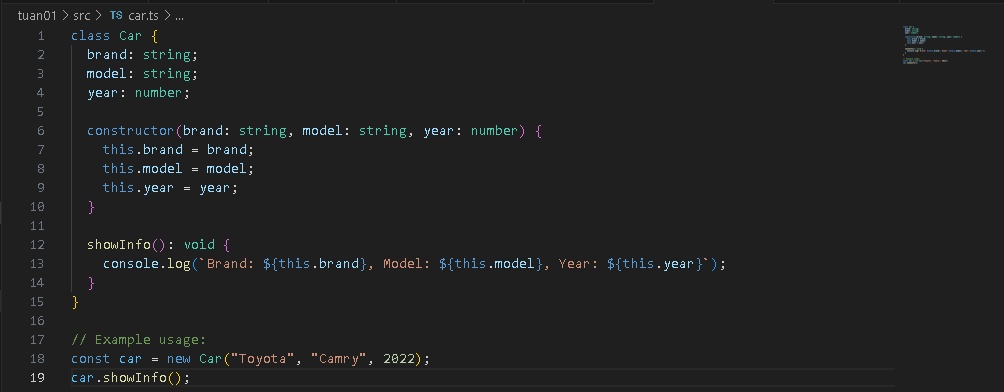 tuan01 > src > TS car.ts > ...
1 class Car {
2   brand: string;
3   model: string;
4   year: number;
5
6   constructor(brand: string, model: string, year: number) {
7     this.brand = brand;
8     this.model = model;
9     this.year = year;
10   }
11
12   showInfo(): void {
13     console.log(`Brand: ${this.brand}, Model: ${this.model}, Year: ${this.year}`);
14   }
15 }
16
17 // Example usage:
18 const car = new Car("Toyota", "Camry", 2022);
19 car.showInfo();